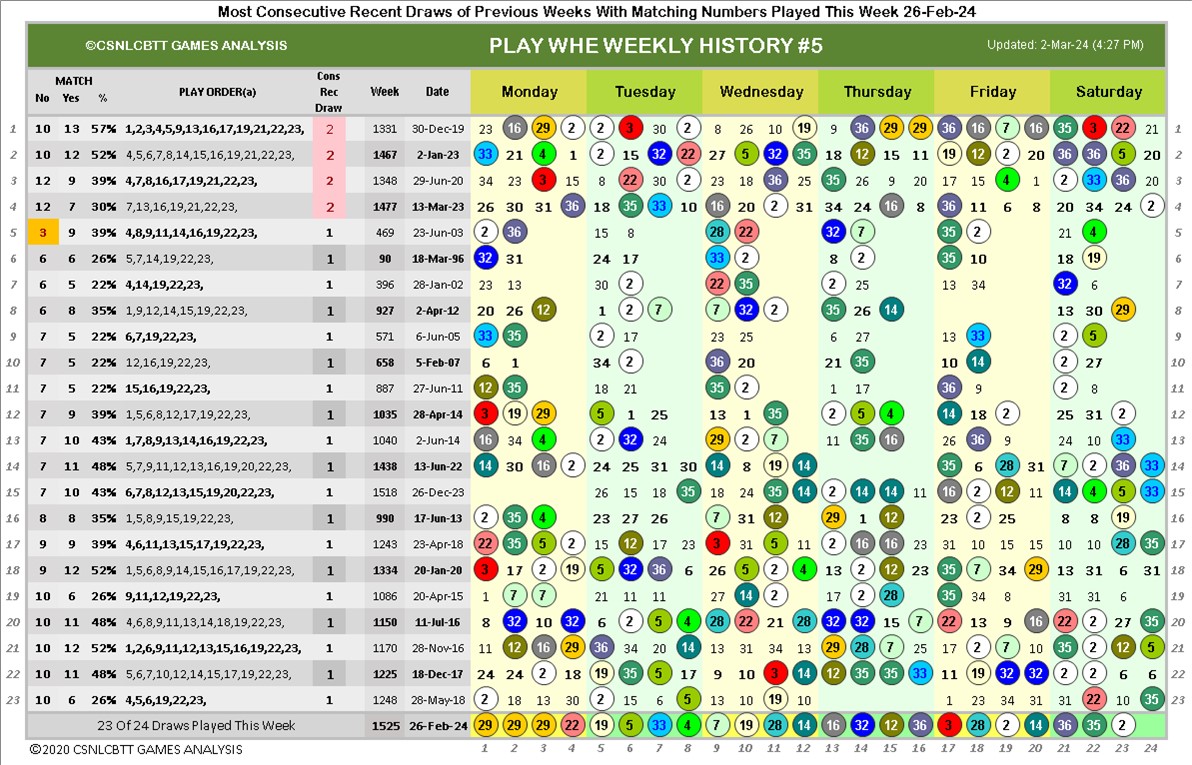 Most Consecutive Recent Draws of Previous Weeks With Matching Numbers Played This Week 26-Feb-24
©CSNLCBTT GAMES ANALYSIS PLAY WHE WEEKLY HISTORY #5 Updated: 2-Mar-24 (4:27 PM)
No MATCH Yes % PLAY ORDER(a) Cons Rec Draw Week Date Monday Tuesday Wednesday Thursday Friday Saturday
1 10 13 57% 1,2,3,4,5,9,13,16,17,19,21,22,23, 2 1331 30-Dec-19 23 16 29 2 2 3 30 2 8 26 10 19 9 36 29 29 36 16 7 16 35 3 22 21 1
2 10 12 52% 4,5,6,7,8,14,15,16,19,21,22,23, 2 1467 2-Jan-23 33 21 4 1 2 15 32 22 27 5 32 35 18 12 15 11 19 12 2 20 36 36 5 20 2
3 12 9 39% 4,7,8,16,17,19,21,22,23, 2 1348 29-Jun-20 34 23 3 15 8 22 30 2 23 18 36 25 35 26 9 20 17 15 4 1 2 33 36 20 3
4 12 7 30% 7,13,16,19,21,22,23, 2 1477 13-Mar-23 26 30 31 36 18 35 33 10 16 20 2 31 34 24 16 8 36 11 6 8 20 34 24 2 4
5 3 9 39% 4,8,9,11,14,16,19,22,23, 1 469 23-Jun-03 2 36 15 8 28 22 32 7 35 2 21 4 5
6 6 6 26% 5,7,14,19,22,23, 1 90 18-Mar-96 32 31 24 17 33 2 8 2 35 10 18 19 6
7 6 5 22% 4,14,19,22,23, 1 396 28-Jan-02 23 13 30 2 22 35 2 25 13 34 32 6 7
8 7 8 35% 1,9,12,14,15,19,22,23, 1 927 2-Apr-12 20 26 12 1 2 7 7 32 2 35 26 14 13 30 29 8
9 7 5 22% 6,7,19,22,23, 1 571 6-Jun-05 33 35 2 17 23 25 6 27 13 33 2 5 9
10 7 5 22% 12,16,19,22,23, 1 658 5-Feb-07 6 1 34 2 36 20 21 35 10 14 2 27 10
11 7 5 22% 15,16,19,22,23, 1 887 27-Jun-11 12 35 18 21 35 2 1 17 36 9 2 8 11
12 7 9 39% 1,5,6,8,12,17,19,22,23, 1 1035 28-Apr-14 3 19 29 5 1 25 13 1 35 2 5 4 14 18 2 25 31 2 12
13 7 10 43% 1,7,8,9,13,14,16,19,22,23, 1 1040 2-Jun-14 16 34 4 2 32 24 29 2 7 11 35 16 26 36 9 24 10 33 13
14 7 11 48% 5,7,9,11,12,13,16,19,20,22,23, 1 1438 13-Jun-22 14 30 16 2 24 25 31 30 14 8 19 14 35 6 28 31 7 2 36 33 14
15 7 10 43% 6,7,8,12,13,15,19,20,22,23, 1 1518 26-Dec-23 26 15 18 35 18 24 35 14 2 14 14 11 16 2 12 11 14 4 5 33 15
16 8 8 35% 1,5,8,9,15,19,22,23, 1 990 17-Jun-13 2 35 4 23 27 26 7 31 12 29 1 12 23 2 25 8 8 19 16
17 9 9 39% 4,6,11,13,15,17,19,22,23, 1 1243 23-Apr-18 22 35 5 2 15 12 17 23 3 31 5 11 2 16 16 23 31 10 15 15 10 10 28 35 17
18 9 12 52% 1,5,6,8,9,14,15,16,17,19,22,23, 1 1334 20-Jan-20 3 17 2 19 5 32 36 6 26 5 2 4 13 2 12 23 35 7 34 29 13 31 6 31 18
19 10 6 26% 9,11,12,19,22,23, 1 1086 20-Apr-15 1 7 7 21 11 11 27 14 2 17 2 28 35 34 8 31 31 6 19
20 10 11 48% 4,6,8,9,11,13,14,18,19,22,23, 1 1150 11-Jul-16 8 32 10 32 6 2 5 4 28 22 21 28 32 32 15 7 22 13 9 16 22 2 27 35 20
21 10 12 52% 1,2,6,9,11,12,13,15,16,19,22,23, 1 1170 28-Nov-16 11 12 16 29 36 34 20 14 13 31 34 13 29 28 7 25 20 2 7 10 35 2 12 5 21
22 10 11 48% 5,6,7,10,12,13,14,15,19,22,23, 1 1225 18-Dec-17 24 24 2 18 19 35 5 17 9 10 3 14 12 35 35 33 11 19 32 32 2 2 6 6 22
23 10 6 26% 4,5,6,19,22,23, 1 1248 28-May-18 2 18 13 30 2 15 6 5 13 10 19 10 1 23 34 31 31 22 10 35 23
23 Of 24 Draws Played This Week 1525 26-Feb-24 29 29 29 22 19 5 33 4 7 19 28 14 16 32 12 36 3 28 2 14 36 35 2
©2020 CSNLCBTT GAMES ANALYSIS 1 2 3 4 5 6 7 8 9 10 11 12 13 14 15 16 17 18 19 20 21 22 23 24